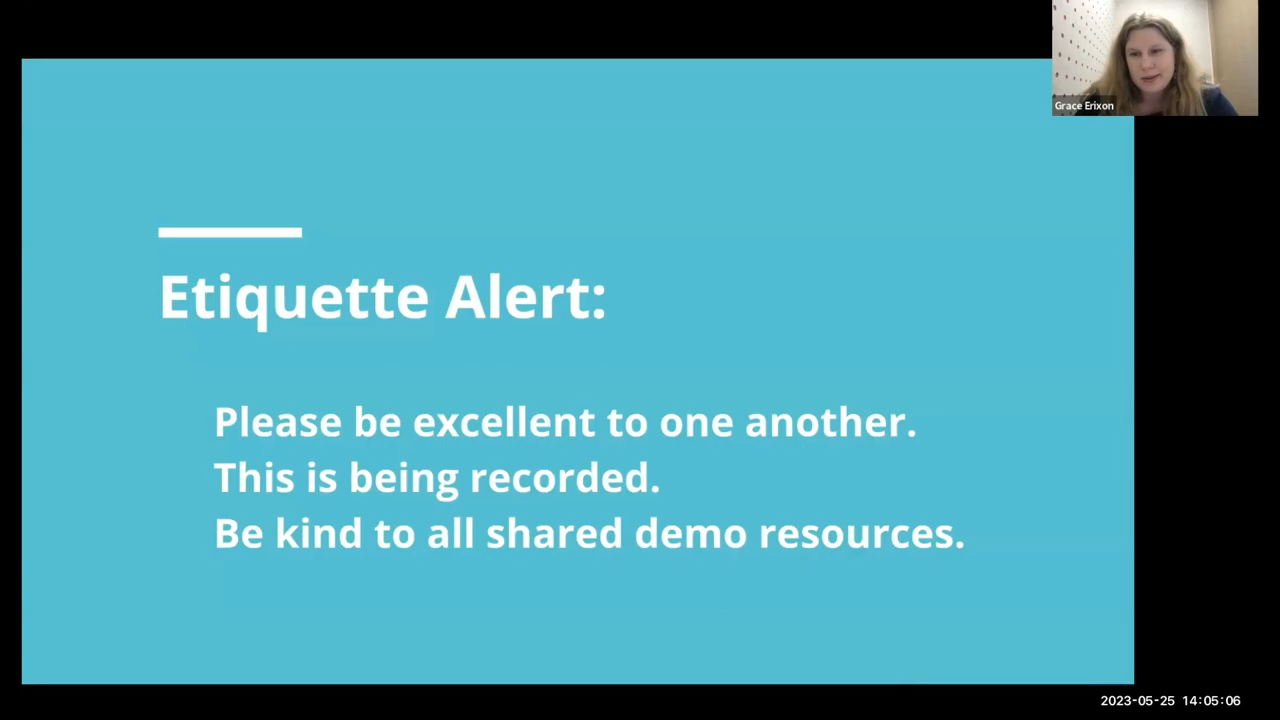 Grace Erixon
Etiquette Alert:
Please be excellent to one another.
This is being recorded.
Be kind to all shared demo resources.
2023-05-25 14:05:06